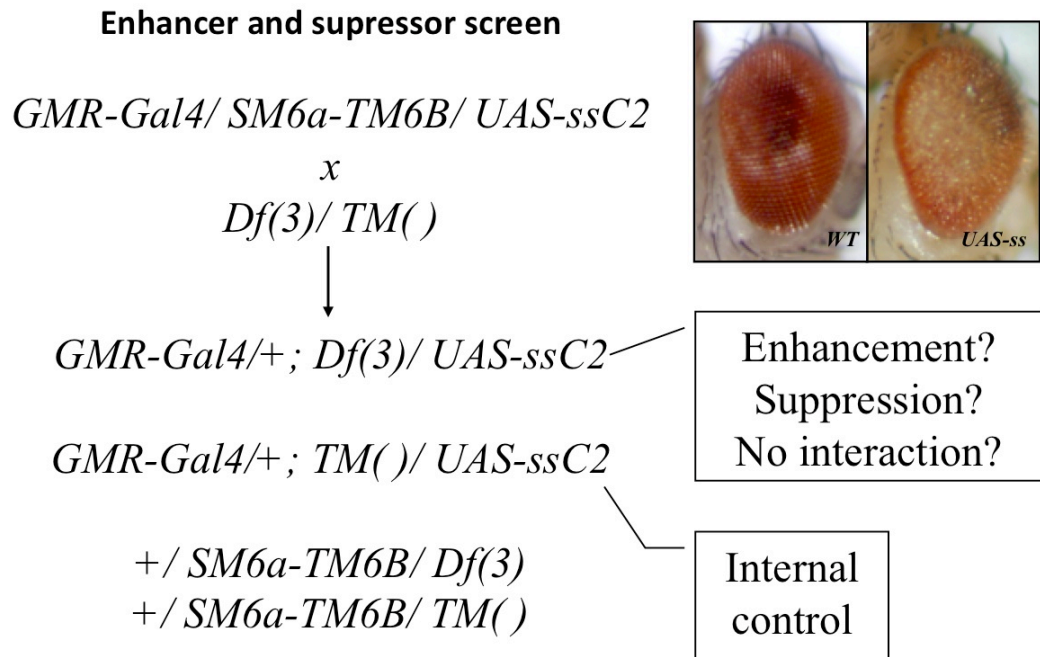 Enhancer and supressor screen
GMR-Gal4/ SM6a-TM6B/ UAS-ssC2
x
Df(3)/ TM( )
WT
UAS-ss
GMR-Gal4/+; Df(3)/ UAS-ssC2
Enhancement?
Suppression?
No interaction?
GMR-Gal4/+; TM( )/ UAS-ssC2
+/ SM6a-TM6B/ Df(3)
+/ SM6a-TM6B/ TM( )
Internal
control